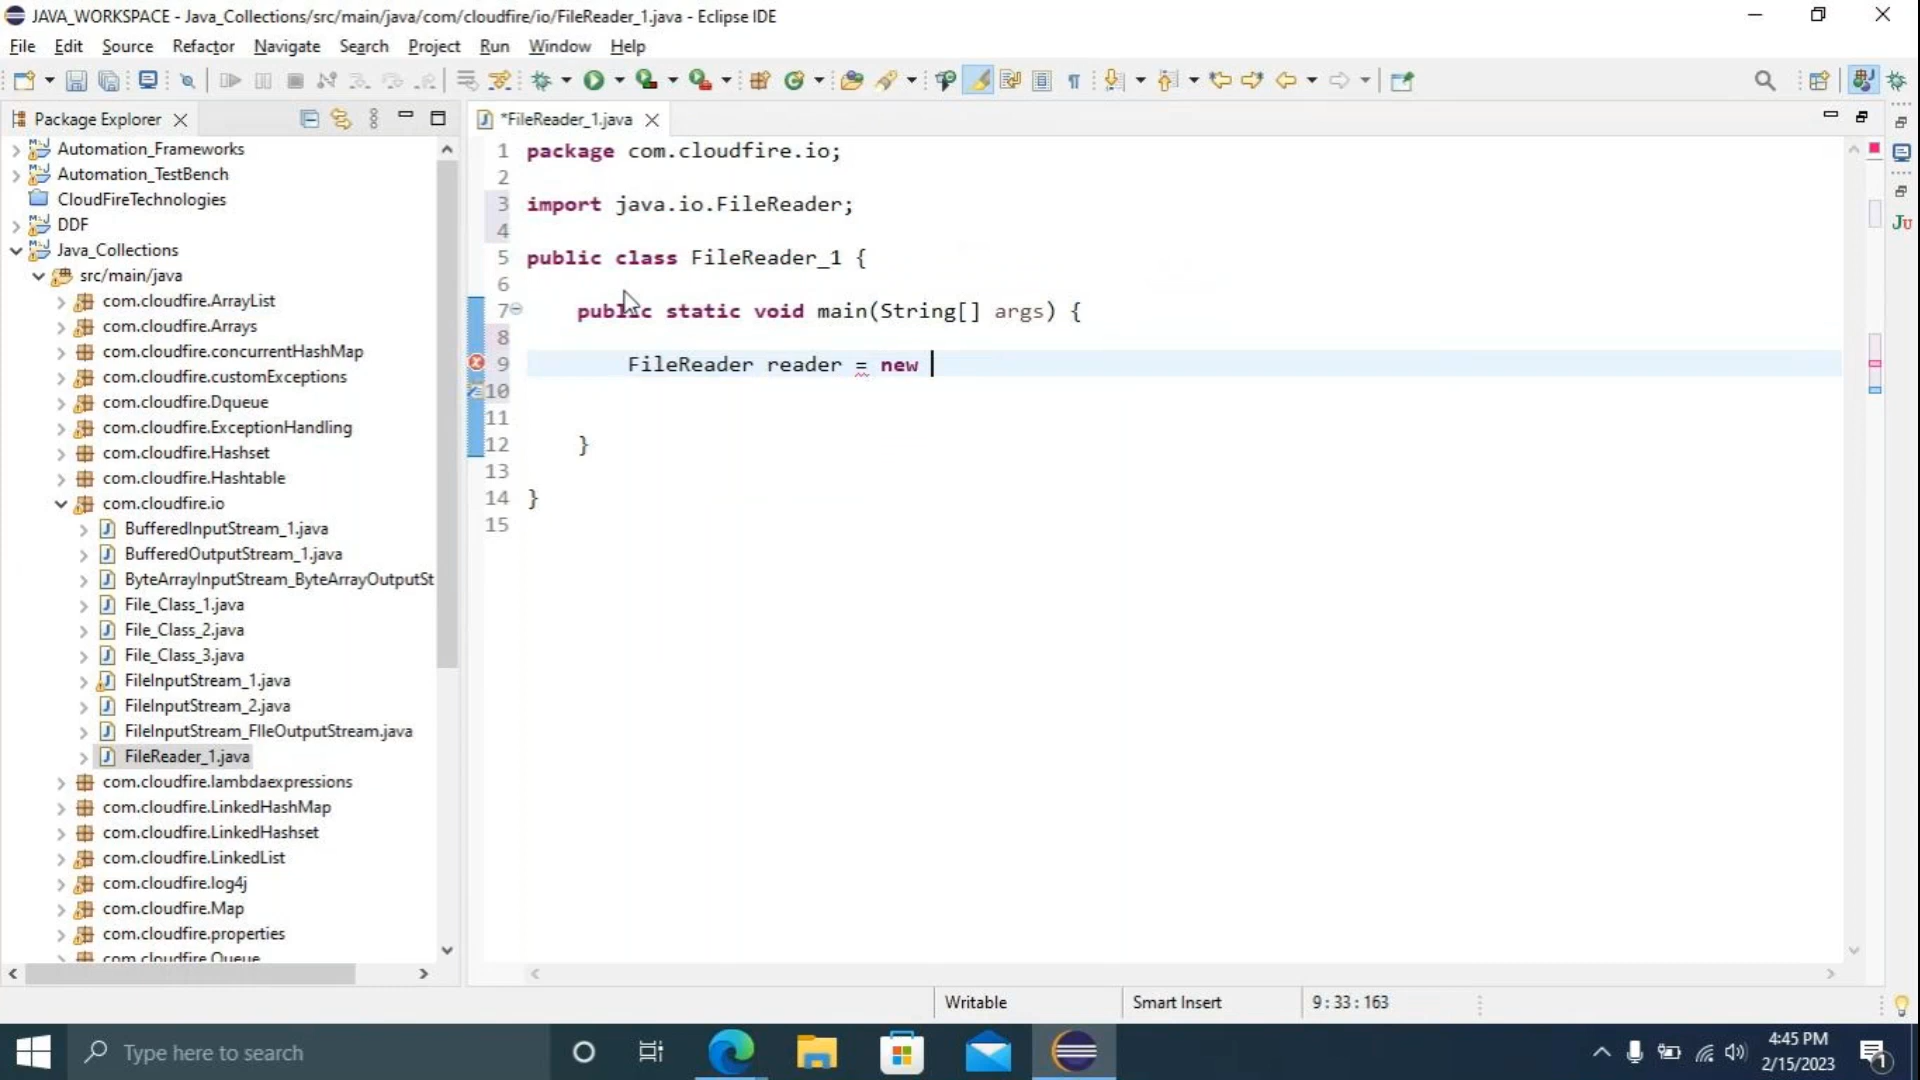 JAVA_WORKSPACE - Java_Collections/src/main/java/com/cloudfire/io/FileReader_1.java - Eclipse IDE
File Edit Source Refactor Navigate Search Project Run Window Help
Package Explorer
*FileReader_1.java
Automation_Frameworks
Automation_TestBench
CloudFireTechnologies
DDF
Java_Collections
src/main/java
com.cloudfire.ArrayList
com.cloudfire.Arrays
com.cloudfire.concurrentHashMap
com.cloudfire.customExceptions
com.cloudfire.Dqueue
com.cloudfire.ExceptionHandling
com.cloudfire.Hashset
com.cloudfire.Hashtable
com.cloudfire.io
BufferedInputStream_1.java
BufferedOutputStream_1.java
ByteArrayInputStream_ByteArrayOutputSt
File_Class_1.java
File_Class_2.java
File_Class_3.java
FileInputStream_1.java
FileInputStream_2.java
FileInputStream_FIleOutputStream.java
FileReader_1.java
com.cloudfire.lambdaexpressions
com.cloudfire.LinkedHashMap
com.cloudfire.LinkedHashset
com.cloudfire.LinkedList
com.cloudfire.log4j
com.cloudfire.Map
com.cloudfire.properties
com.cloudfire.Queue
1 package com.cloudfire.io;
2
3 import java.io.FileReader;
4
5 public class FileReader_1 {
6
7 public static void main(String[] args) {
8
9 FileReader reader = new
10
11
12 }
13
14 }
15
Ju
Writable
Smart Insert
9 : 33 : 163
Type here to search
4:45 PM
2/15/2023
1